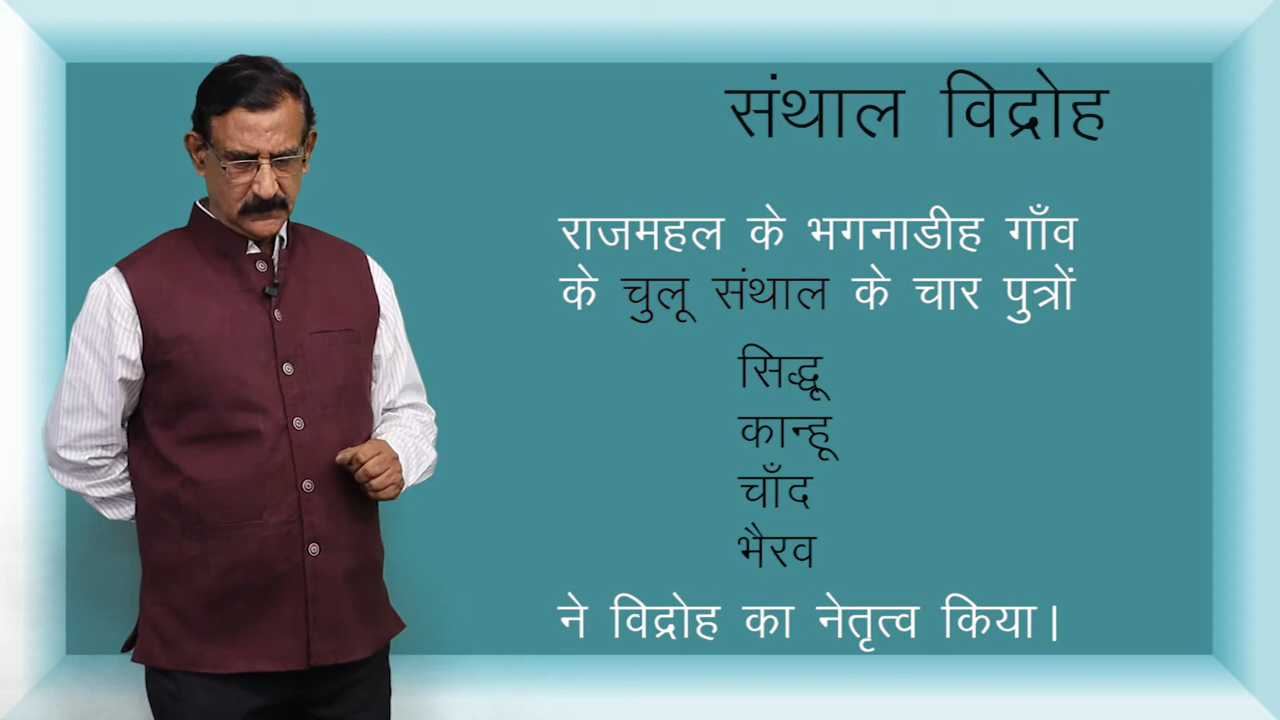 संथाल विद्रोह
राजमहल के भगनाडीह गाँव
के चुलू संथाल के चार पुत्रों
सिद्धू
कान्हू
चाँद
भैरव
ने विद्रोह का नेतृत्व किया।